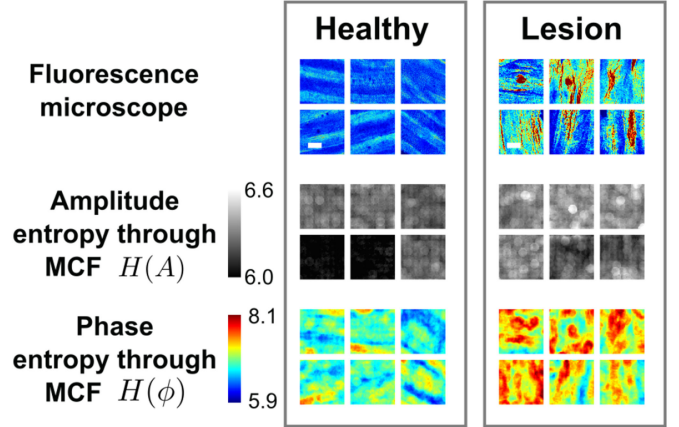 Healthy
Lesion
Fluorescence
microscope
Amplitude
entropy through
MCF H(A)
6.6
6.0
Phase
entropy through
MCF H(ϕ)
8.1
5.9